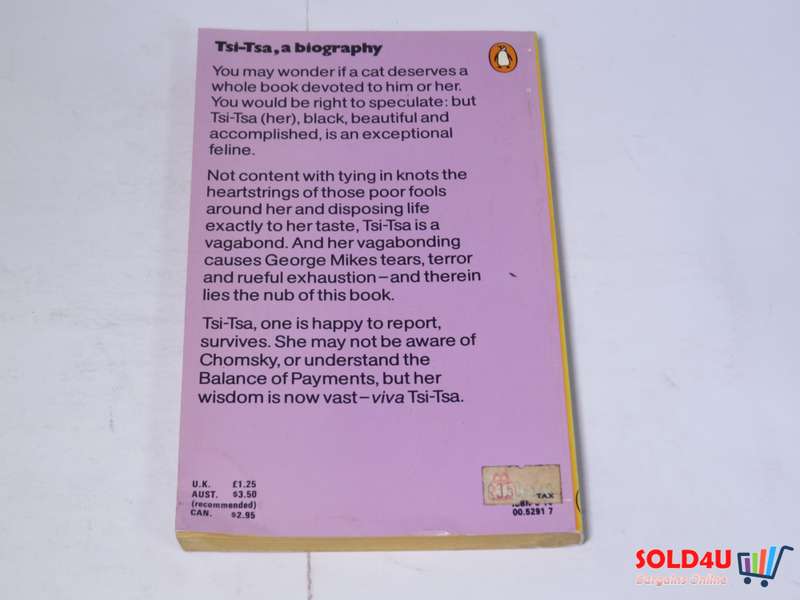 Tsi-Tsa, a biography
You may wonder if a cat deserves a
whole book devoted to him or her.
You would be right to speculate: but
Tsi-Tsa (her), black, beautiful and
accomplished, is an exceptional
feline.
Not content with tying in knots the
heartstrings of those poor fools
around her and disposing life
exactly to her taste, Tsi-Tsa is a
vagabond. And her vagabonding
causes George Mikes tears, terror
and rueful exhaustion–and therein
lies the nub of this book.
Tsi-Tsa, one is happy to report,
survives. She may not be aware of
Chomsky, or understand the
Balance of Payments, but her
wisdom is now vast–viva Tsi-Tsa.
U.K. £1.25
AUST. $3.50
(recommended)
CAN. $2.95
TAX
00.5291 7
SOLD4U
Bargains Online